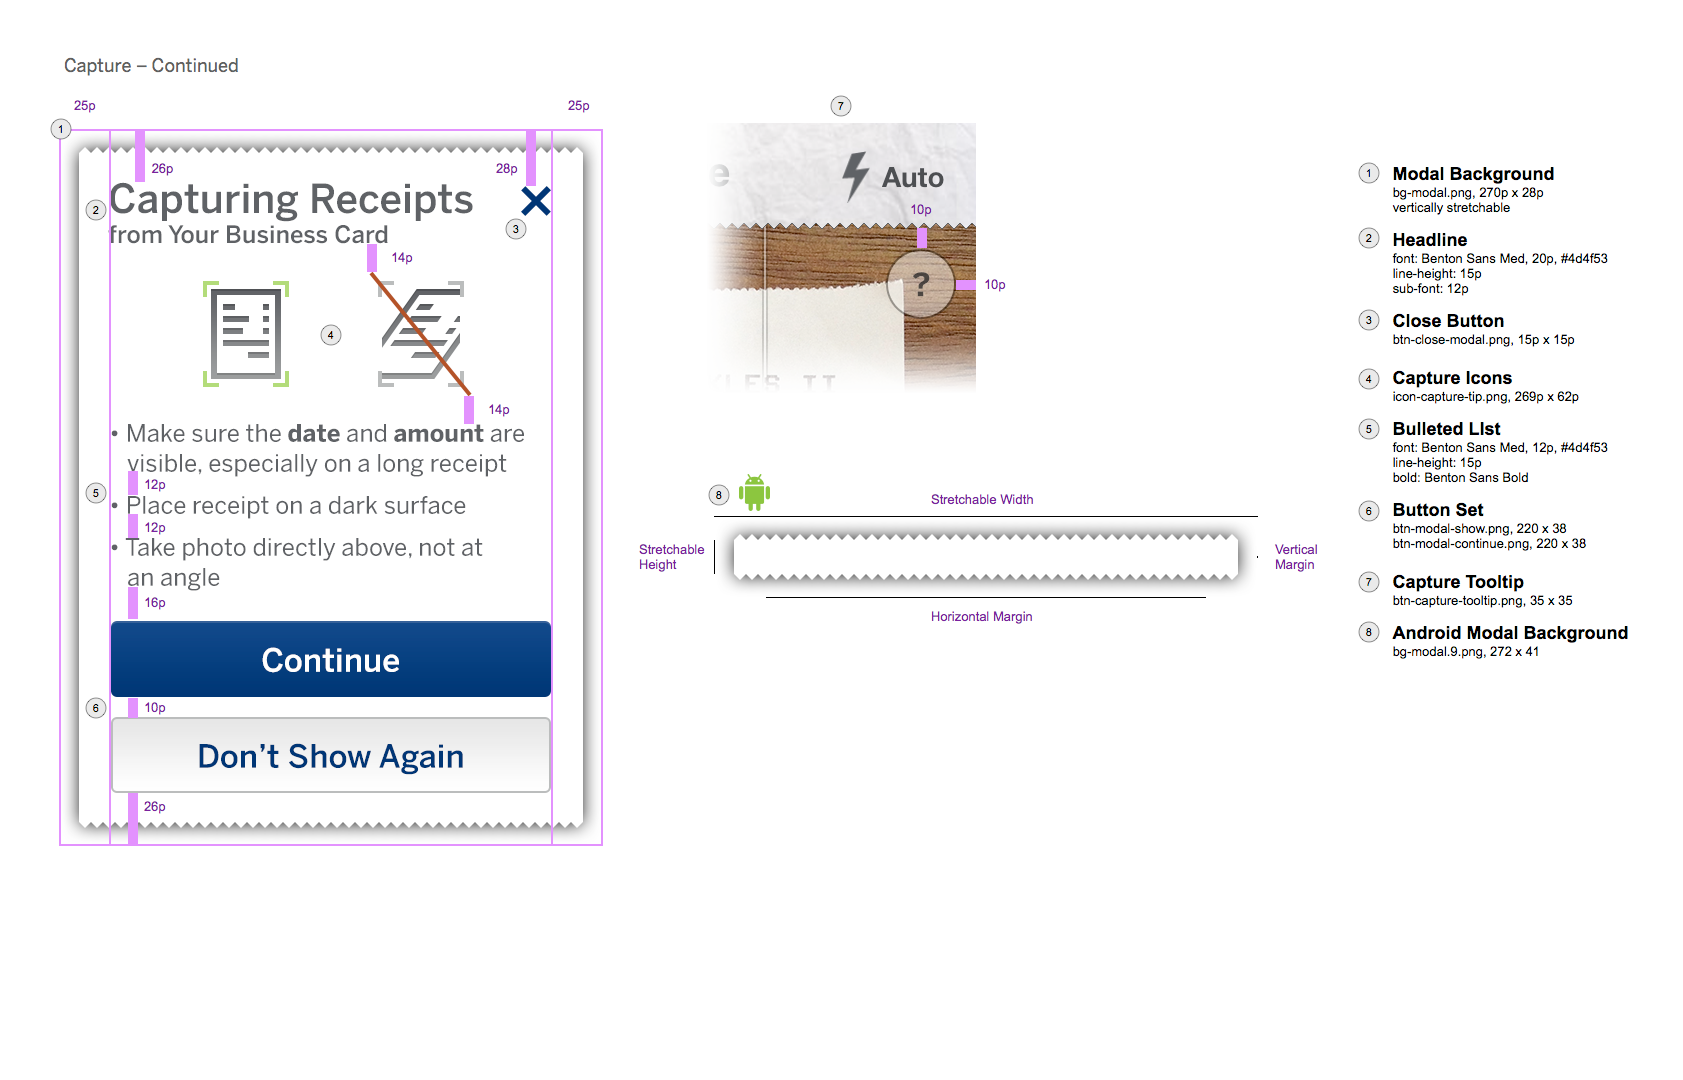 Capture – Continued
25p
25p
1
26p
28p
2
Capturing Receipts
from Your Business Card
3
14p
4
14p
• Make sure the date and amount are
visible, especially on a long receipt
5
12p
• Place receipt on a dark surface
12p
• Take photo directly above, not at
an angle
16p
Continue
6
10p
Don’t Show Again
26p
7
e
Auto
10p
?
10p
8
Stretchable Width
Stretchable
Height
Vertical
Margin
Horizontal Margin
1
Modal Background
bg-modal.png, 270p x 28p
vertically stretchable
2
Headline
font: Benton Sans Med, 20p, #4d4f53
line-height: 15p
sub-font: 12p
3
Close Button
btn-close-modal.png, 15p x 15p
4
Capture Icons
icon-capture-tip.png, 269p x 62p
5
Bulleted LIst
font: Benton Sans Med, 12p, #4d4f53
line-height: 15p
bold: Benton Sans Bold
6
Button Set
btn-modal-show.png, 220 x 38
btn-modal-continue.png, 220 x 38
7
Capture Tooltip
btn-capture-tooltip.png, 35 x 35
8
Android Modal Background
bg-modal.9.png, 272 x 41